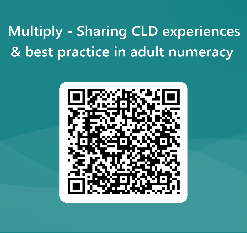 Multiply - Sharing CLD experiences
& best practice in adult numeracy